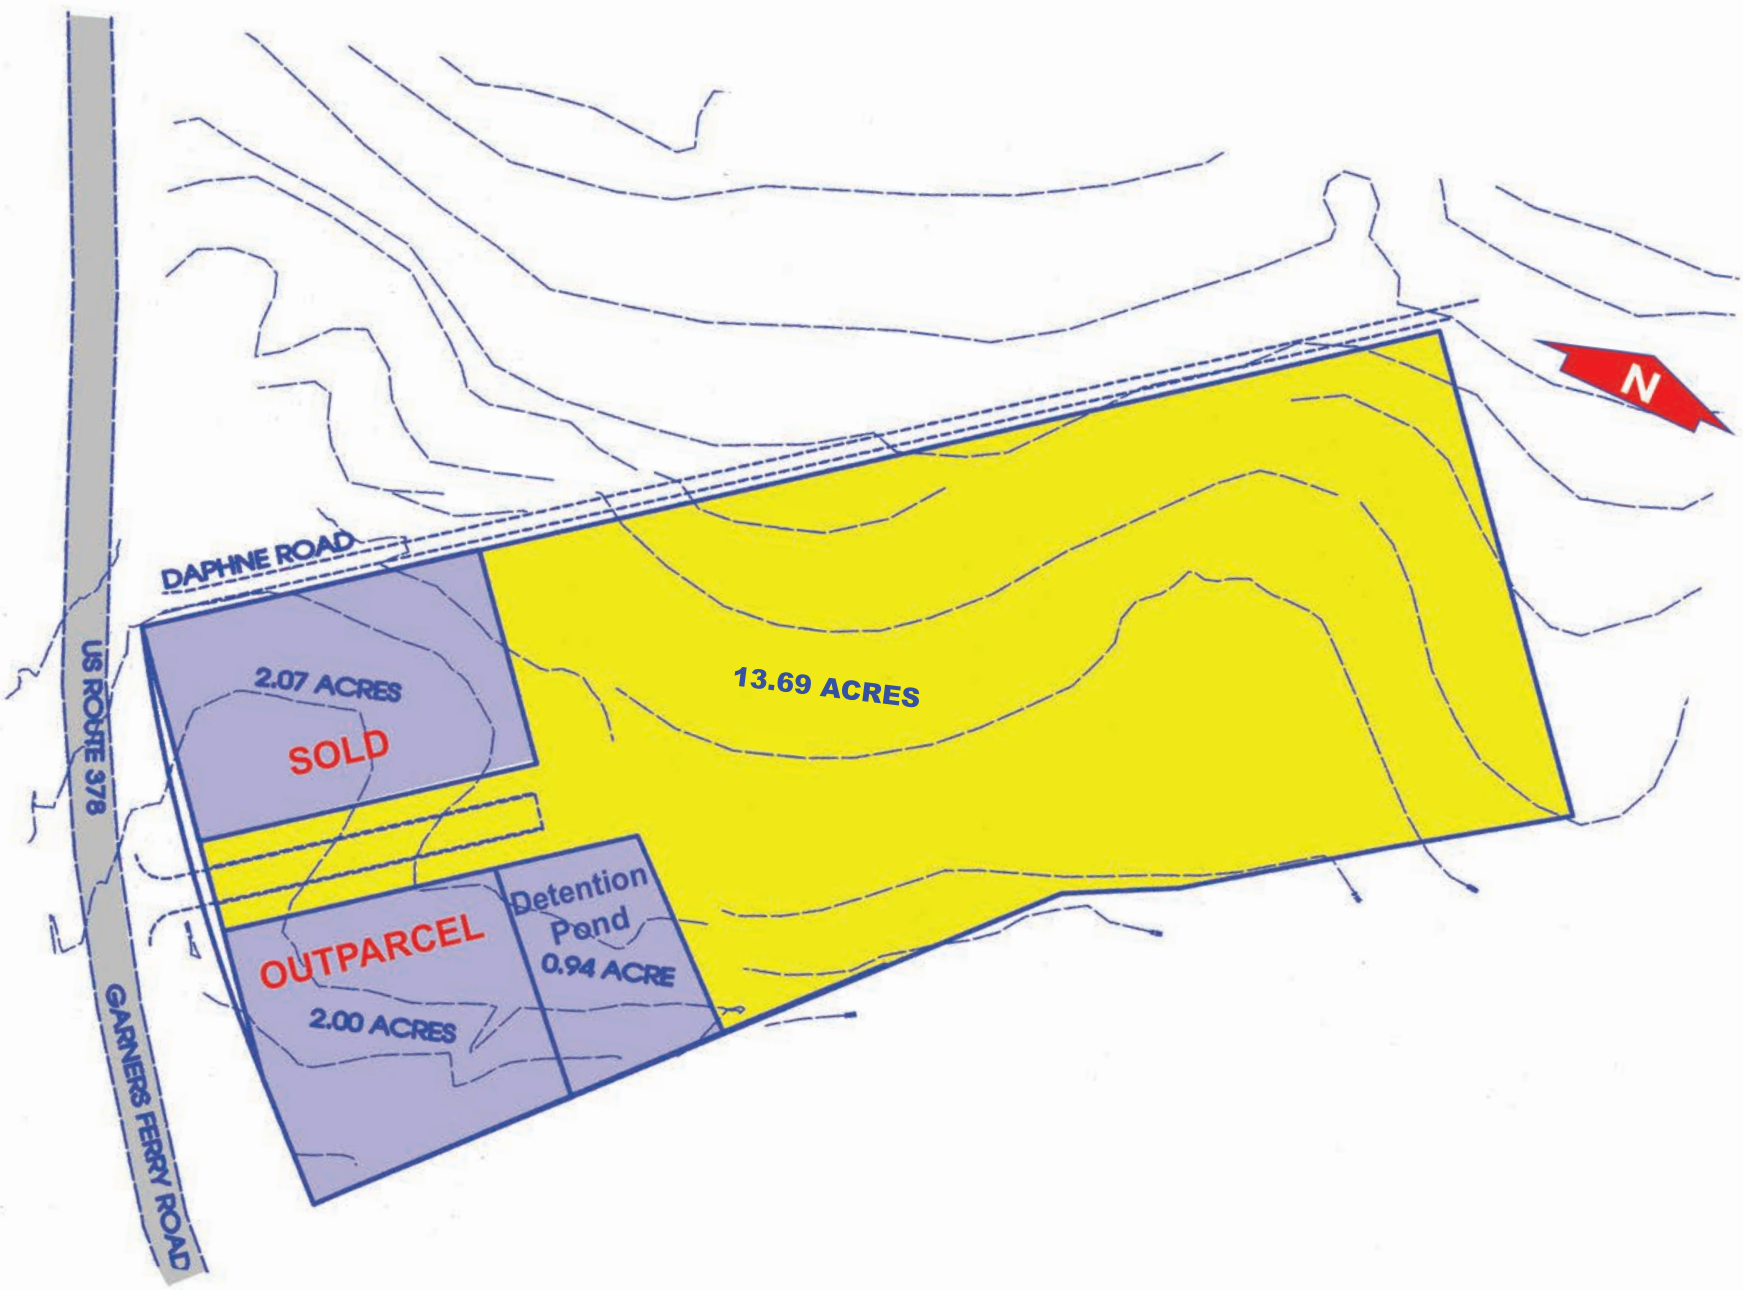 DAPHNE ROAD
US ROUTE 378
GARNERS FERRY ROAD
2.07 ACRES
SOLD
13.69 ACRES
N
OUTPARCEL
2.00 ACRES
Detention
Pond
0.94 ACRE